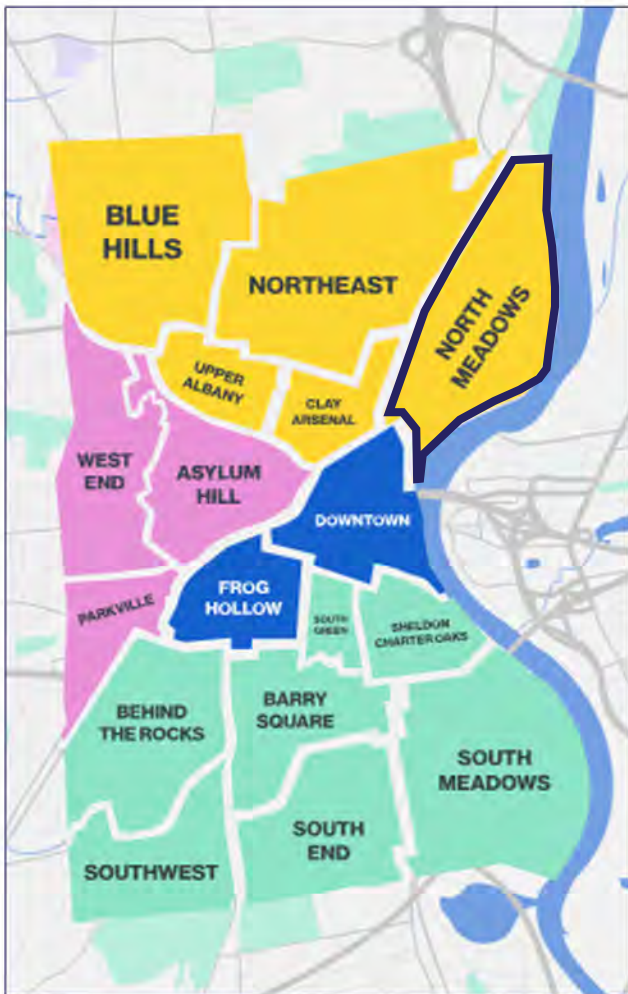 BLUE
HILLS
NORTHEAST
NORTH
MEADOWS
UPPER
ALBANY
CLAY
ARSENAL
WEST
END
ASYLUM
HILL
DOWNTOWN
FROG
HOLLOW
PARKVILLE
SOUTH
GREEN
SHELDON
CHARTER OAKS
BEHIND
THE ROCKS
BARRY
SQUARE
SOUTH
MEADOWS
SOUTH
END
SOUTHWEST